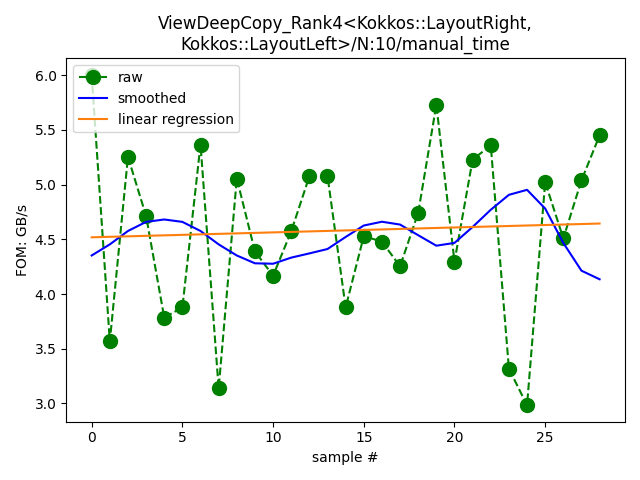 ViewDeepCopy_Rank4<Kokkos::LayoutRight,
Kokkos::LayoutLeft>/N:10/manual_time
raw
smoothed
linear regression
FOM: GB/s
6.0
5.5
5.0
4.5
4.0
3.5
3.0
0 5 10 15 20 25
sample #